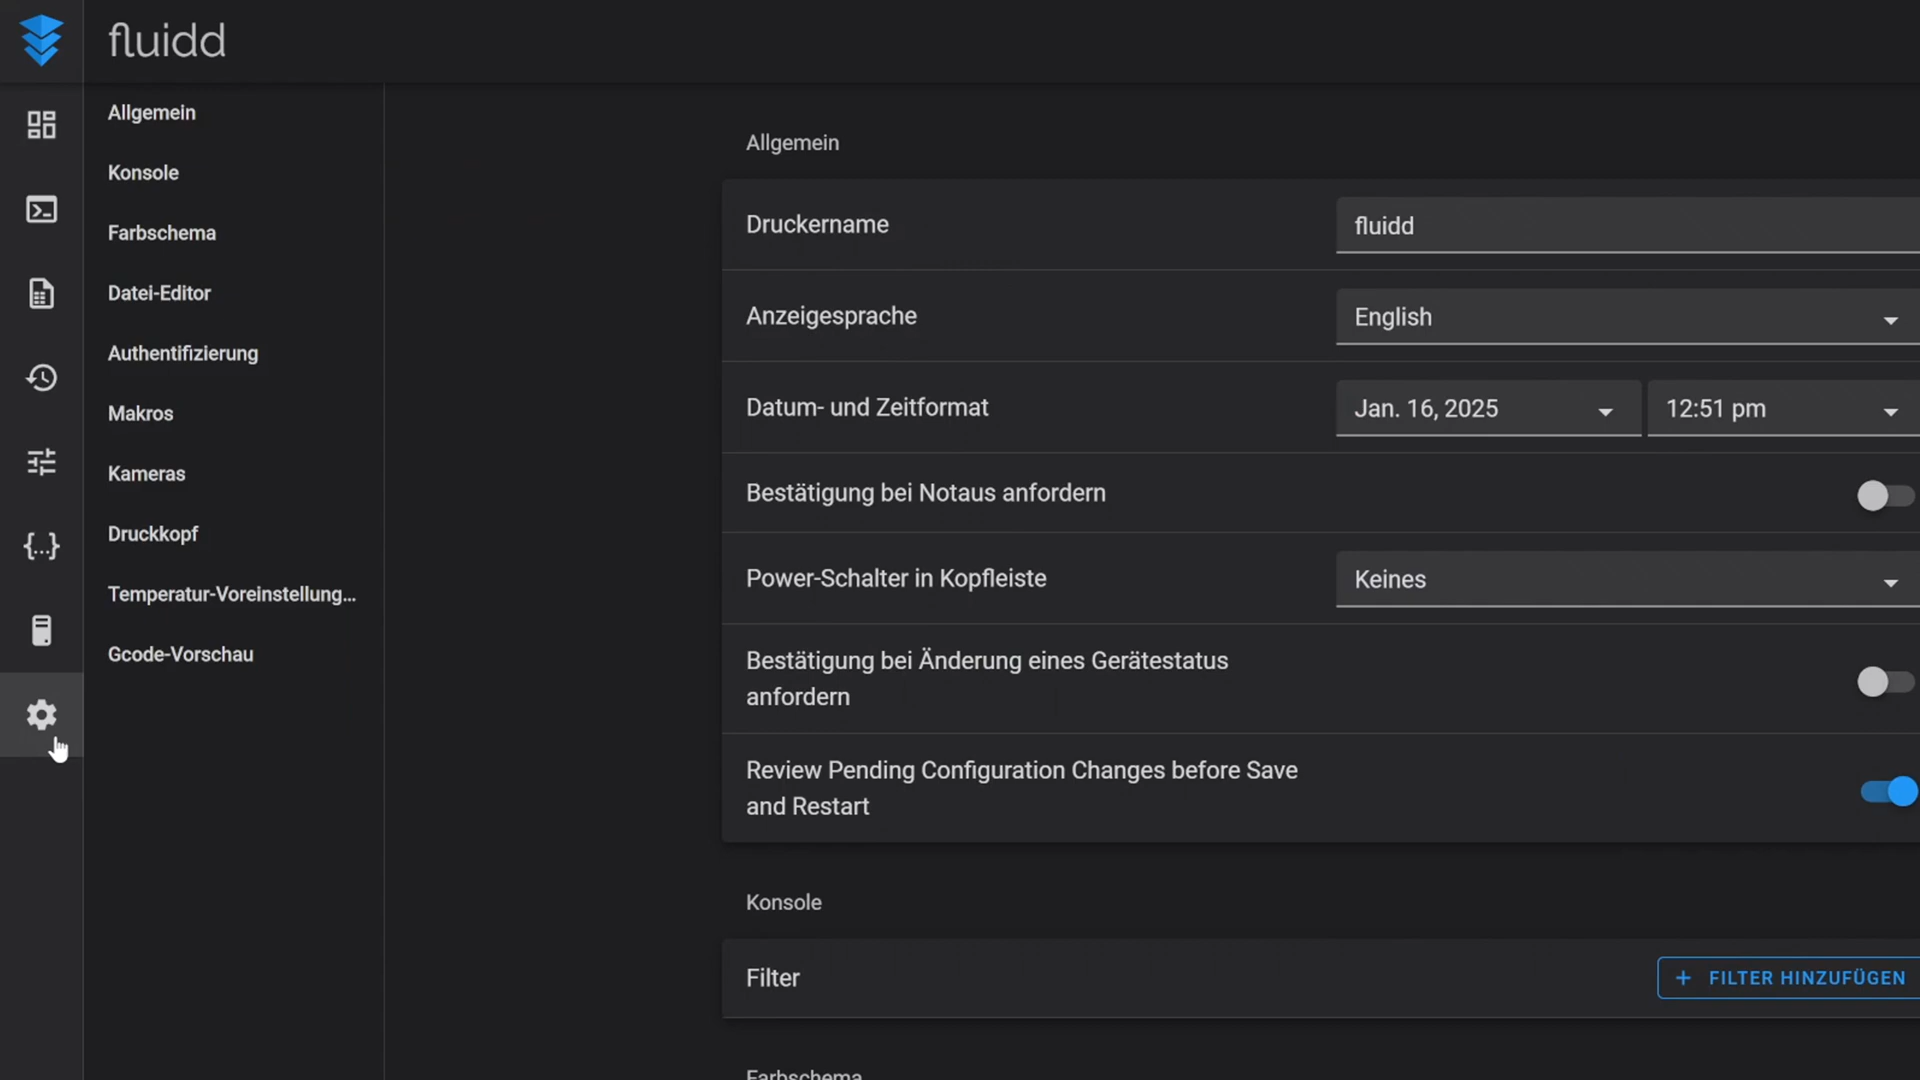 fluidd
Allgemein
Konsole
Farbschema
Datei-Editor
Authentifizierung
Makros
Kameras
Druckkopf
Temperatur-Voreinstellung...
Gcode-Vorschau
Allgemein
Druckername
fluidd
Anzeigesprache
English
Datum- und Zeitformat
Jan. 16, 2025
12:51 pm
Bestätigung bei Notaus anfordern
Power-Schalter in Kopfleiste
Keines
Bestätigung bei Änderung eines Gerätestatus
anfordern
Review Pending Configuration Changes before Save
and Restart
Konsole
Filter
+ FILTER HINZUFÜGEN
Farbschema